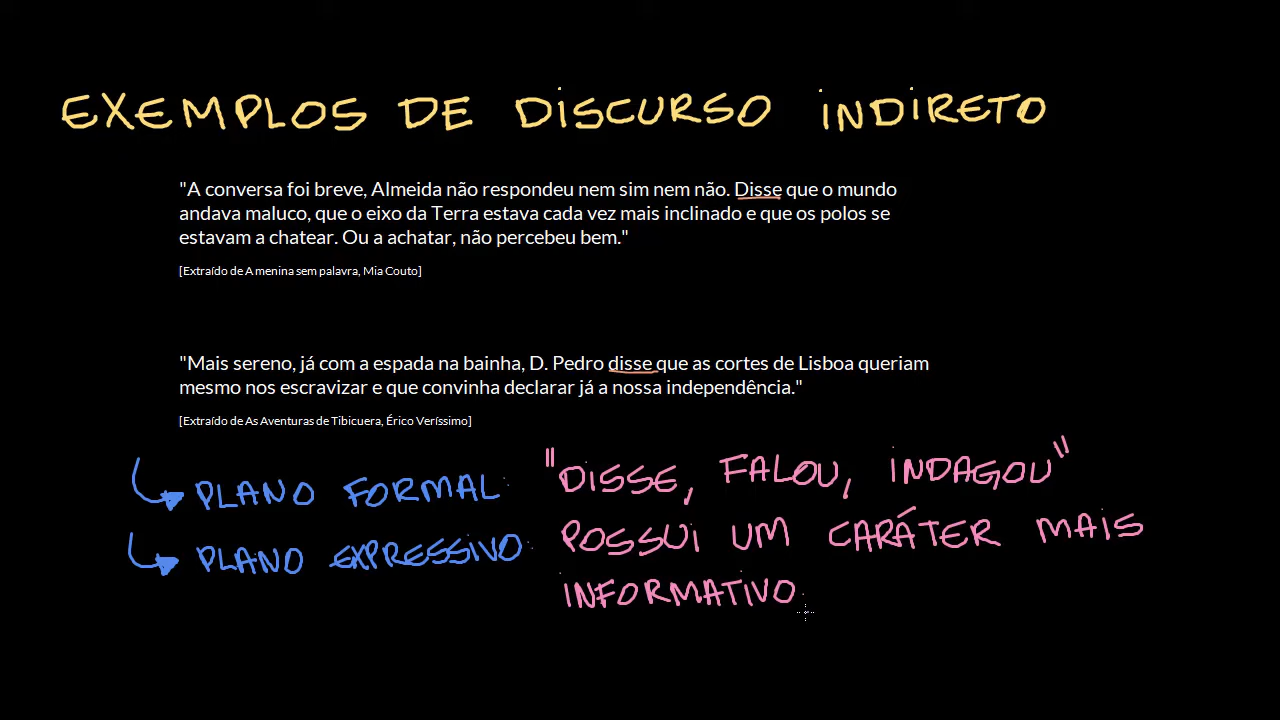 EXEMPLOS DE DISCURSO INDIRETO
"A conversa foi breve, Almeida não respondeu nem sim nem não. Disse que o mundo
andava maluco, que o eixo da Terra estava cada vez mais inclinado e que os polos se
estavam a chatear. Ou a achatar, não percebeu bem."
[Extraído de A menina sem palavra, Mia Couto]
"Mais sereno, já com a espada na bainha, D. Pedro disse que as cortes de Lisboa queriam
mesmo nos escravizar e que convinha declarar já a nossa independência."
[Extraído de As Aventuras de Tibicuera, Érico Veríssimo]
PLANO FORMAL: "DISSE, FALOU, INDAGOU"
PLANO EXPRESSIVO: POSSUI UM CARÁTER MAIS
INFORMATIVO.